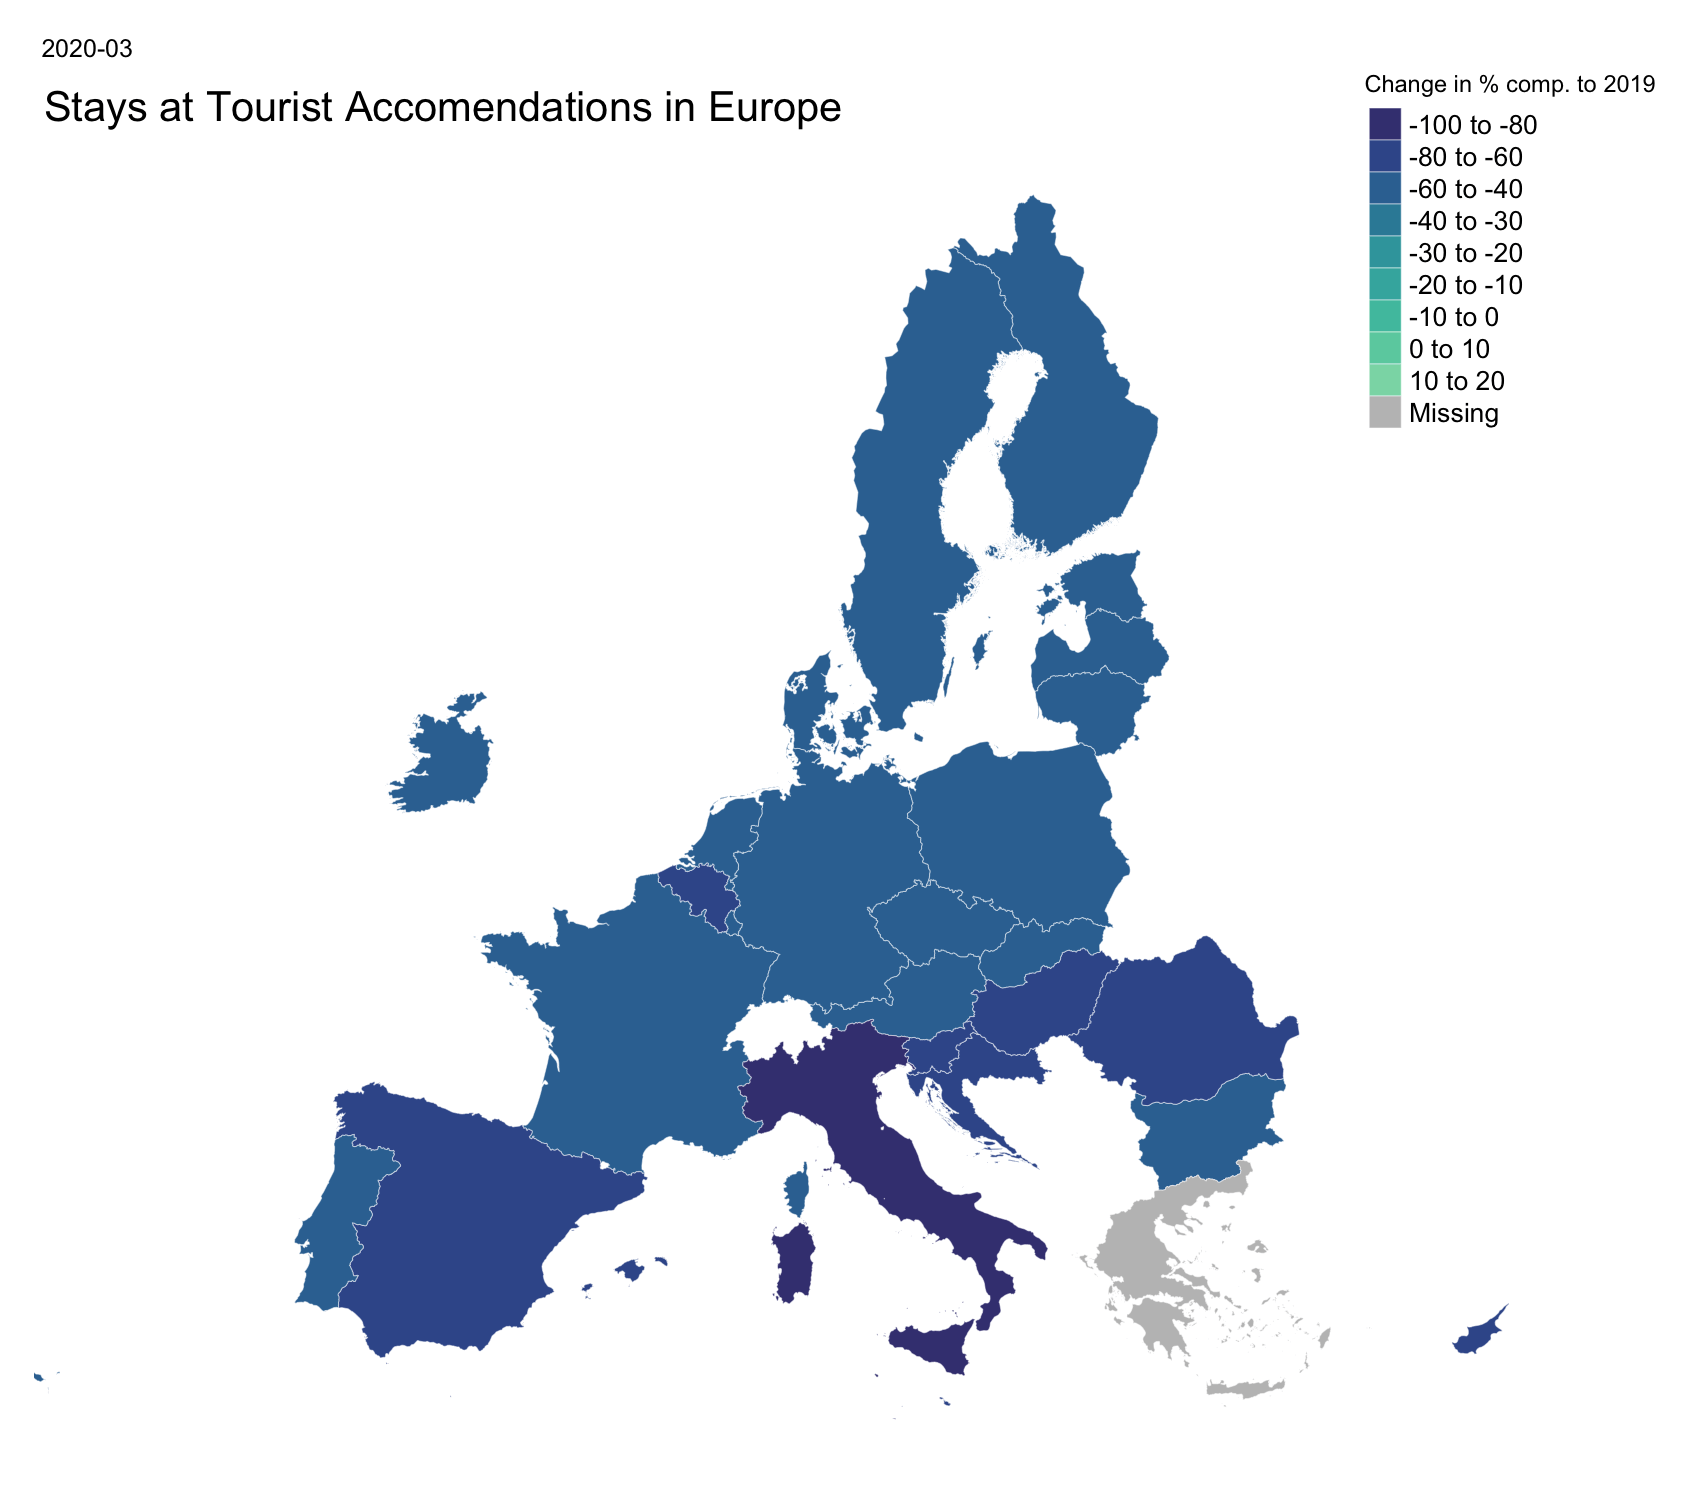 2020-03
Stays at Tourist Accomendations in Europe
Change in % comp. to 2019
-100 to -80
-80 to -60
-60 to -40
-40 to -30
-30 to -20
-20 to -10
-10 to 0
0 to 10
10 to 20
Missing